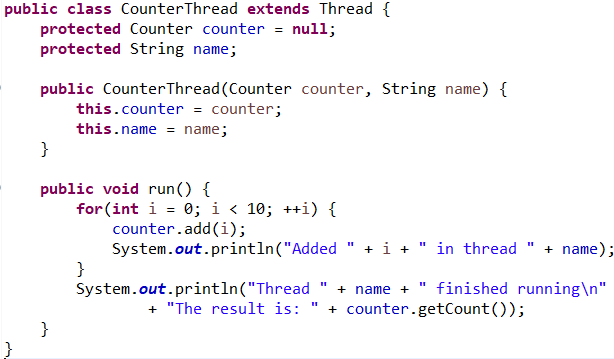 public class CounterThread extends Thread {
    protected Counter counter = null;
    protected String name;
    public CounterThread(Counter counter, String name) {
        this.counter = counter;
        this.name = name;
    }
    public void run() {
        for(int i = 0; i < 10; ++i) {
            counter.add(i);
            System.out.println("Added " + i + " in thread " + name);
        }
        System.out.println("Thread " + name + " finished running\n"
                + "The result is: " + counter.getCount());
    }
}